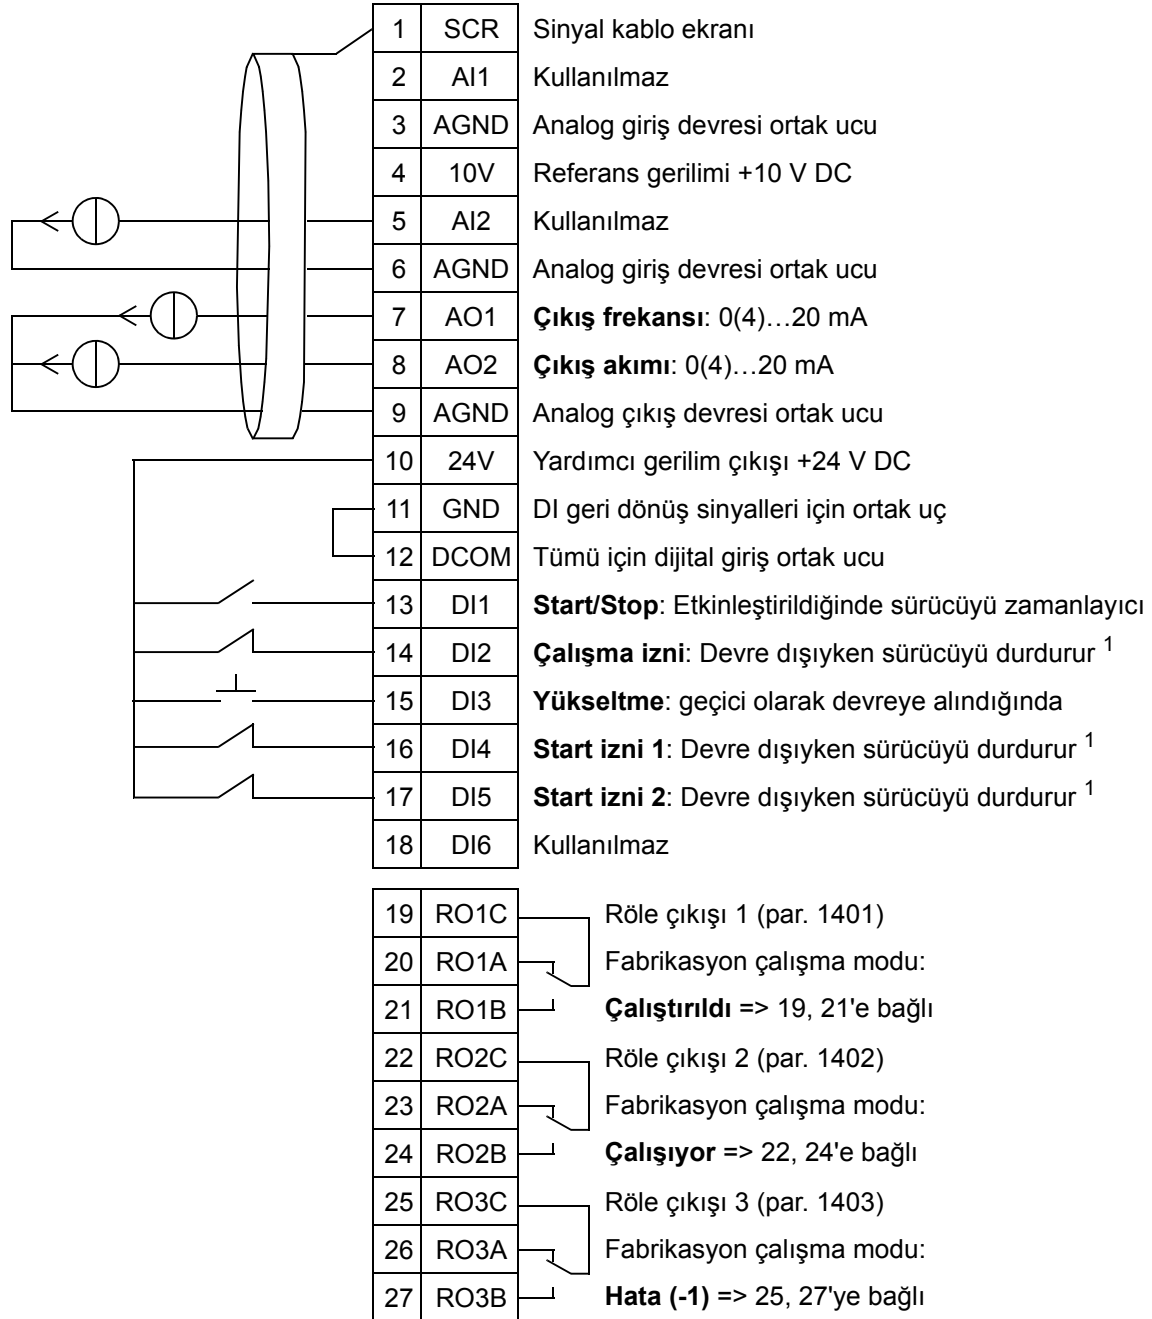 1 SCR Sinyal kablo ekranı
2 AI1 Kullanılmaz
3 AGND Analog giriş devresi ortak ucu
4 10V Referans gerilimi +10 V DC
5 AI2 Kullanılmaz
6 AGND Analog giriş devresi ortak ucu
7 AO1 Çıkış frekansı: 0(4)…20 mA
8 AO2 Çıkış akımı: 0(4)…20 mA
9 AGND Analog çıkış devresi ortak ucu
10 24V Yardımcı gerilim çıkışı +24 V DC
11 GND DI geri dönüş sinyalleri için ortak uç
12 DCOM Tümü için dijital giriş ortak ucu
13 DI1 Start/Stop: Etkinleştirildiğinde sürücüyü zamanlayıcı
14 DI2 Çalışma izni: Devre dışıyken sürücüyü durdurur 1
15 DI3 Yükseltme: geçici olarak devreye alındığında
16 DI4 Start izni 1: Devre dışıyken sürücüyü durdurur 1
17 DI5 Start izni 2: Devre dışıyken sürücüyü durdurur 1
18 DI6 Kullanılmaz
19 RO1C Röle çıkışı 1 (par. 1401)
20 RO1A Fabrikasyon çalışma modu:
21 RO1B Çalıştırıldı => 19, 21'e bağlı
22 RO2C Röle çıkışı 2 (par. 1402)
23 RO2A Fabrikasyon çalışma modu:
24 RO2B Çalışıyor => 22, 24'e bağlı
25 RO3C Röle çıkışı 3 (par. 1403)
26 RO3A Fabrikasyon çalışma modu:
27 RO3B Hata (-1) => 25, 27'ye bağlı